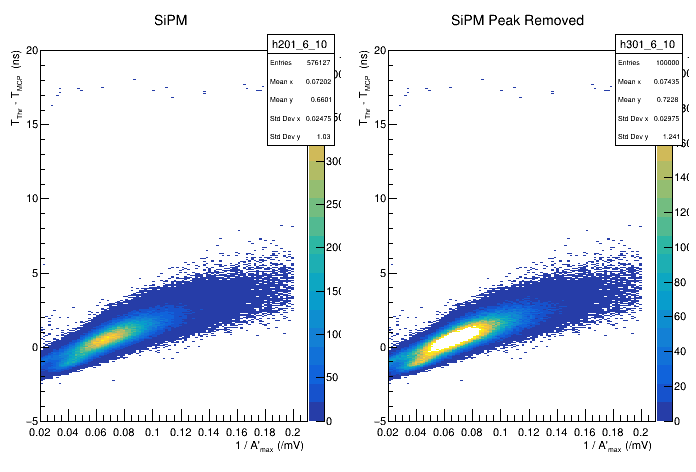 SiPM
h201_6_10
Entries 576127
Mean x 0.07202
Mean y 0.6601
Std Dev x 0.02475
Std Dev y 1.03
T_Thr - T_MCP (ns)
20
15
10
5
0
−5
300
250
200
150
100
50
0
0.02 0.04 0.06 0.08 0.1 0.12 0.14 0.16 0.18 0.2
1 / A'_max (/mV)
SiPM Peak Removed
h301_6_10
Entries 100000
Mean x 0.07435
Mean y 0.7228
Std Dev x 0.02975
Std Dev y 1.241
T_Thr - T_MCP (ns)
20
15
10
5
0
−5
140
120
100
80
60
40
20
0
0.02 0.04 0.06 0.08 0.1 0.12 0.14 0.16 0.18 0.2
1 / A'_max (/mV)